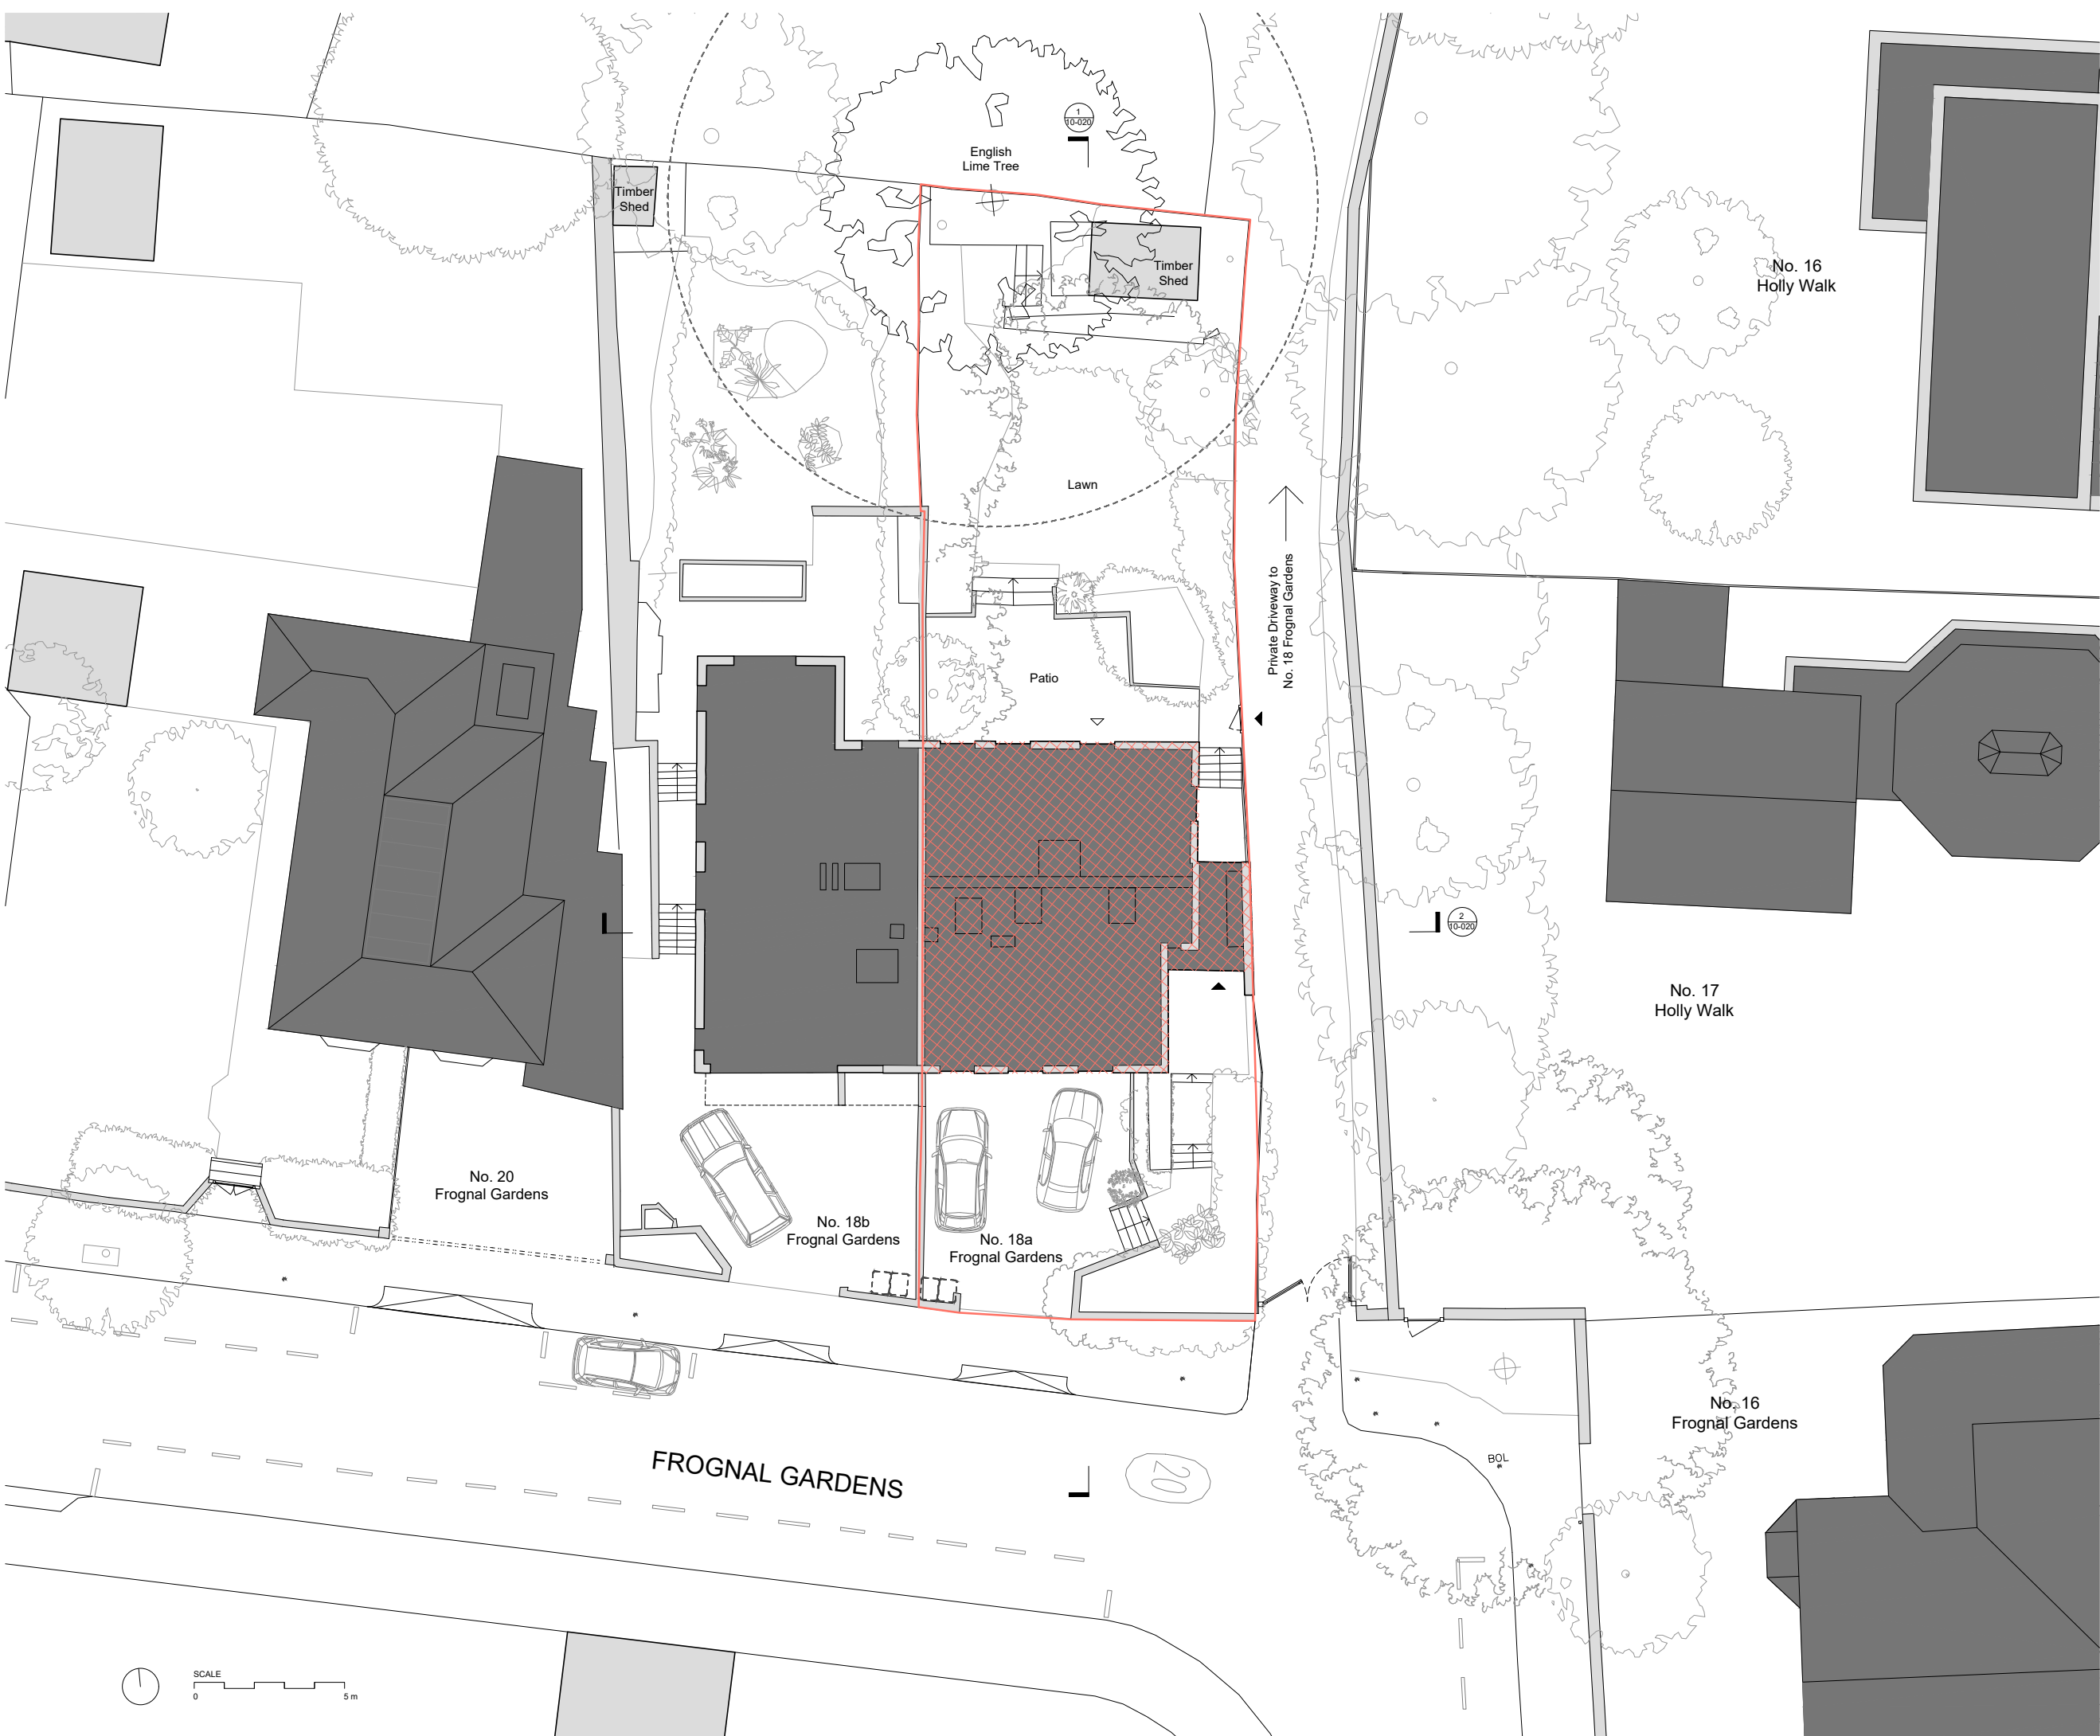 1
10-020
English
Lime Tree
Timber
Shed
Timber
Shed
No. 16
Holly Walk
Lawn
Private Driveway to
No. 18 Frognal Gardens
Patio
2
10-020
No. 17
Holly Walk
No. 20
Frognal Gardens
No. 18b
Frognal Gardens
No. 18a
Frognal Gardens
No. 16
Frognal Gardens
BOL
FROGNAL GARDENS
20
SCALE
0
5 m